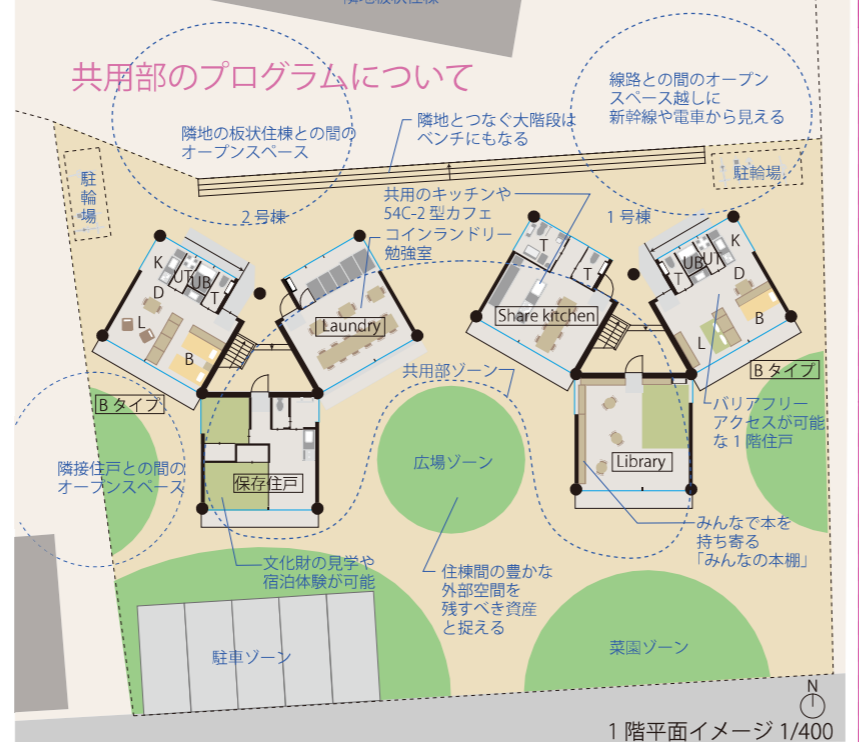 隣地板状住棟
共用部のプログラムについて
線路との間のオープン
スペース越しに
新幹線や電車から見える
隣地の板状住棟との間の
オープンスペース
隣地とつなぐ大階段は
ベンチにもなる
駐輪場
駐輪場
共用のキッチンや
54C-2 型カフェ
2 号棟
1 号棟
コインランドリー
勉強室
K
UT
UB
T
D
L
B
Laundry
T
T
Share kitchen
K
UT
UB
T
D
L
B
B タイプ
共用部ゾーン
B タイプ
バリアフリー
アクセスが可能
な 1 階住戸
隣接住戸との間の
オープンスペース
保存住戸
広場ゾーン
Library
みんなで本を
持ち寄る
「みんなの本棚」
文化財の見学や
宿泊体験が可能
住棟間の豊かな
外部空間を
残すべき資産
と捉える
駐車ゾーン
菜園ゾーン
N
1 階平面イメージ 1/400